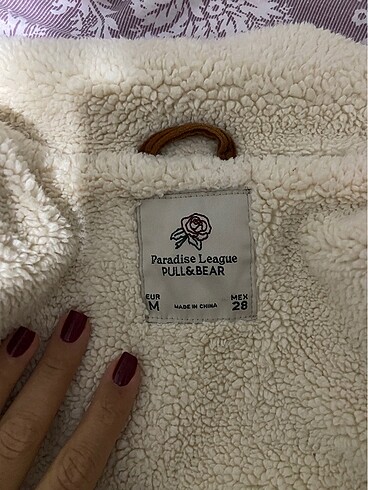 Paradise League
PULL&BEAR
EUR MEX
M MADE IN CHINA 28